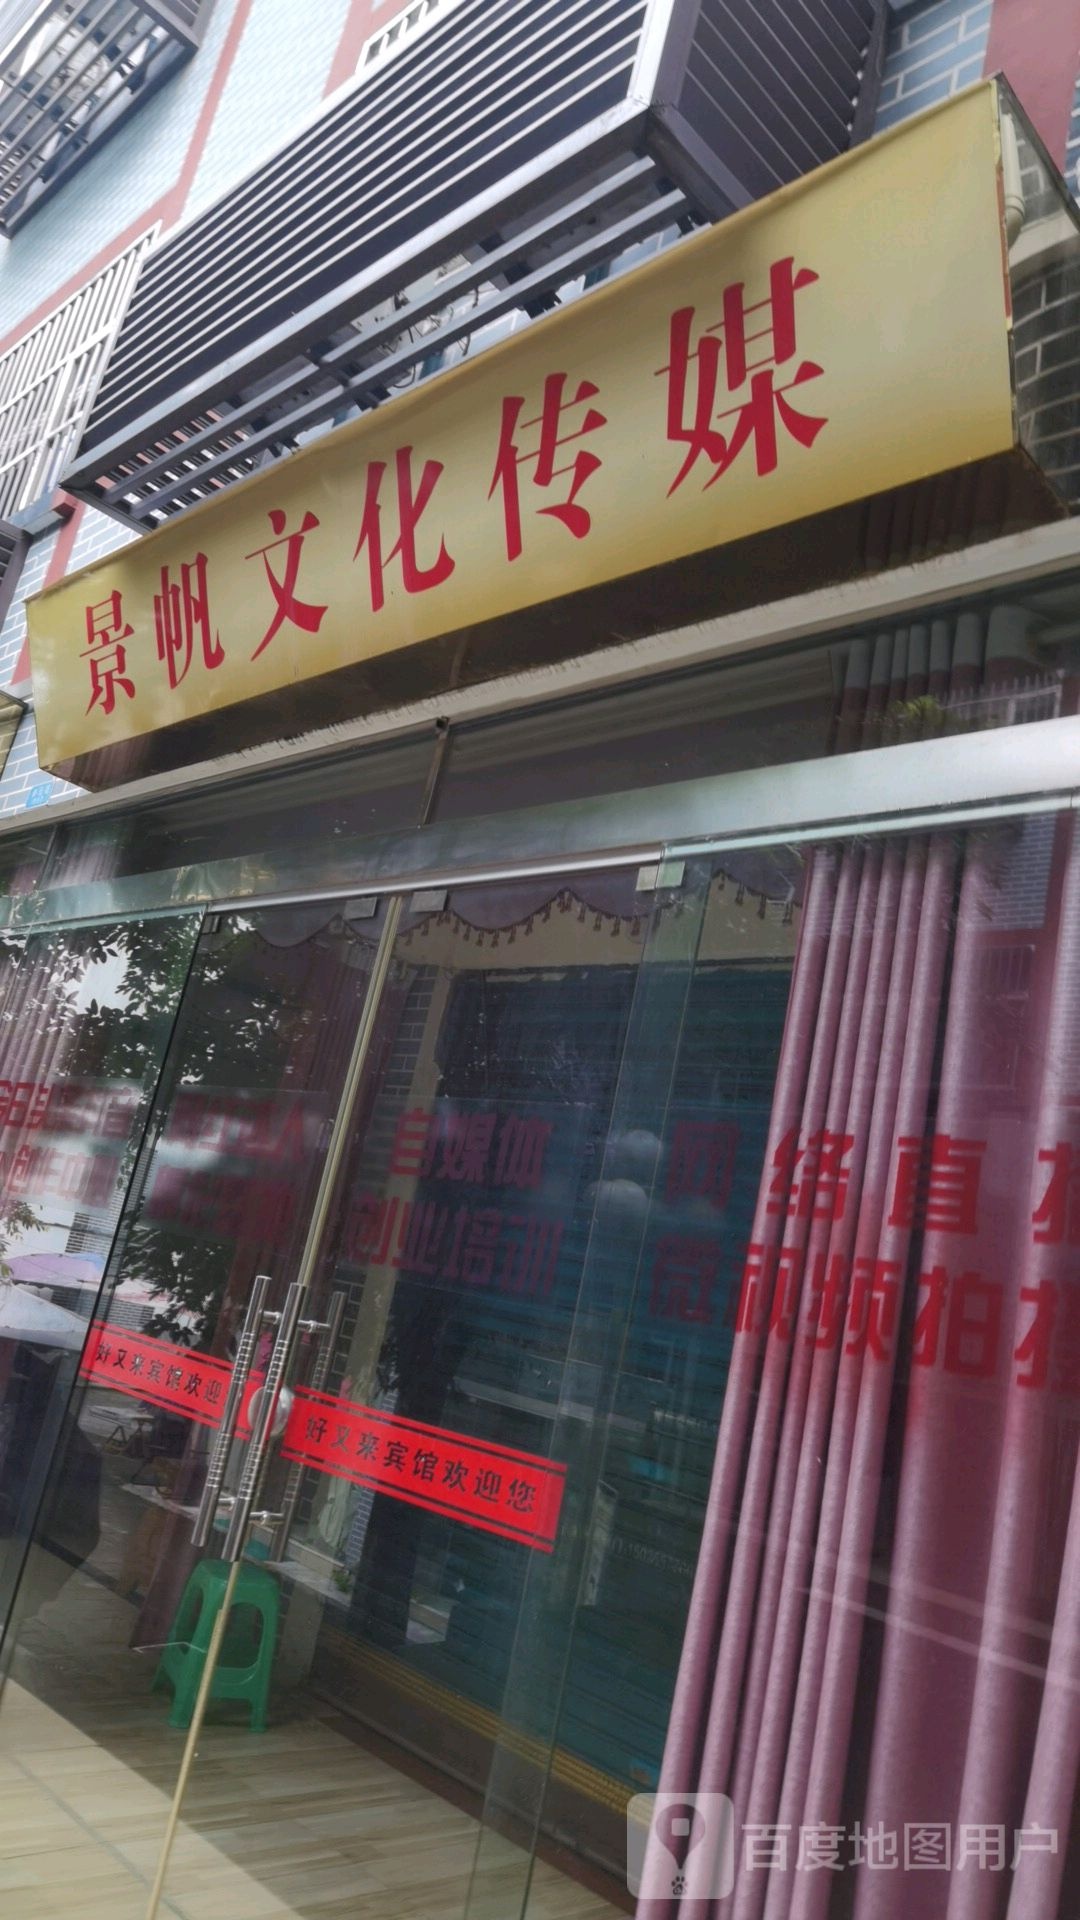 景帆文化传媒
自媒体
创业培训
网络直
微视频拍
好又来宾馆欢迎
好又来宾馆欢迎您
百度地图用户